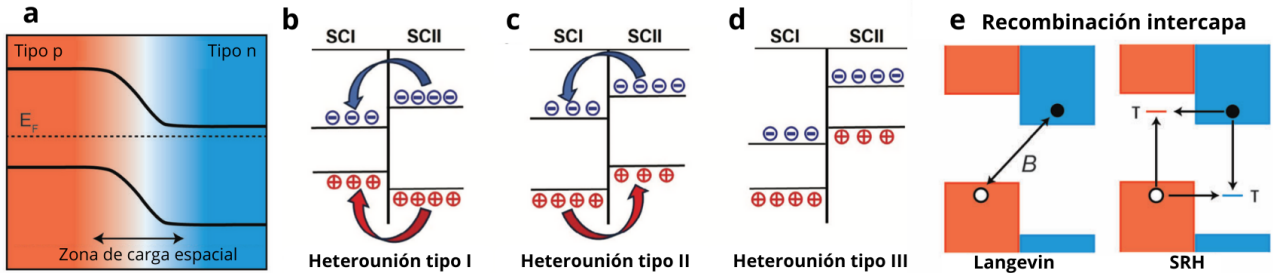 a
Tipo p
Tipo n
E_F
Zona de carga espacial
b
SCI
SCII
Heterounión tipo I
c
SCI
SCII
Heterounión tipo II
d
SCI
SCII
Heterounión tipo III
e
Recombinación intercapa
B
Langevin
T
T
SRH